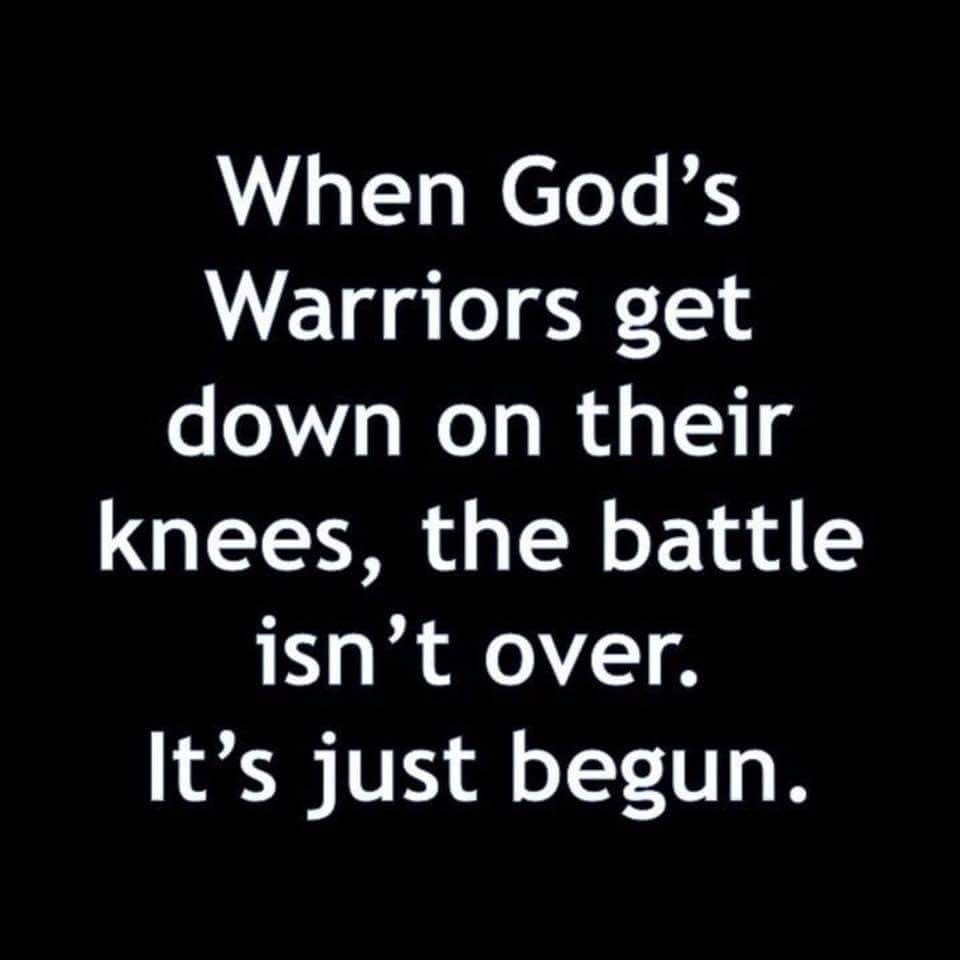 When God’s
Warriors get
down on their
knees, the battle
isn’t over.
It’s just begun.